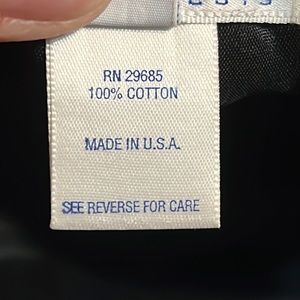 RN 29685
100% COTTON
MADE IN U.S.A.
SEE REVERSE FOR CARE